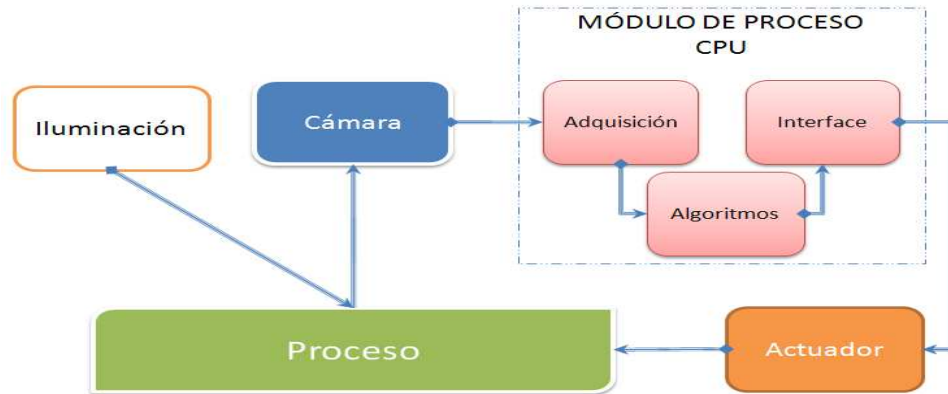 MÓDULO DE PROCESO
CPU
Iluminación
Cámara
Adquisición
Interface
Algoritmos
Proceso
Actuador